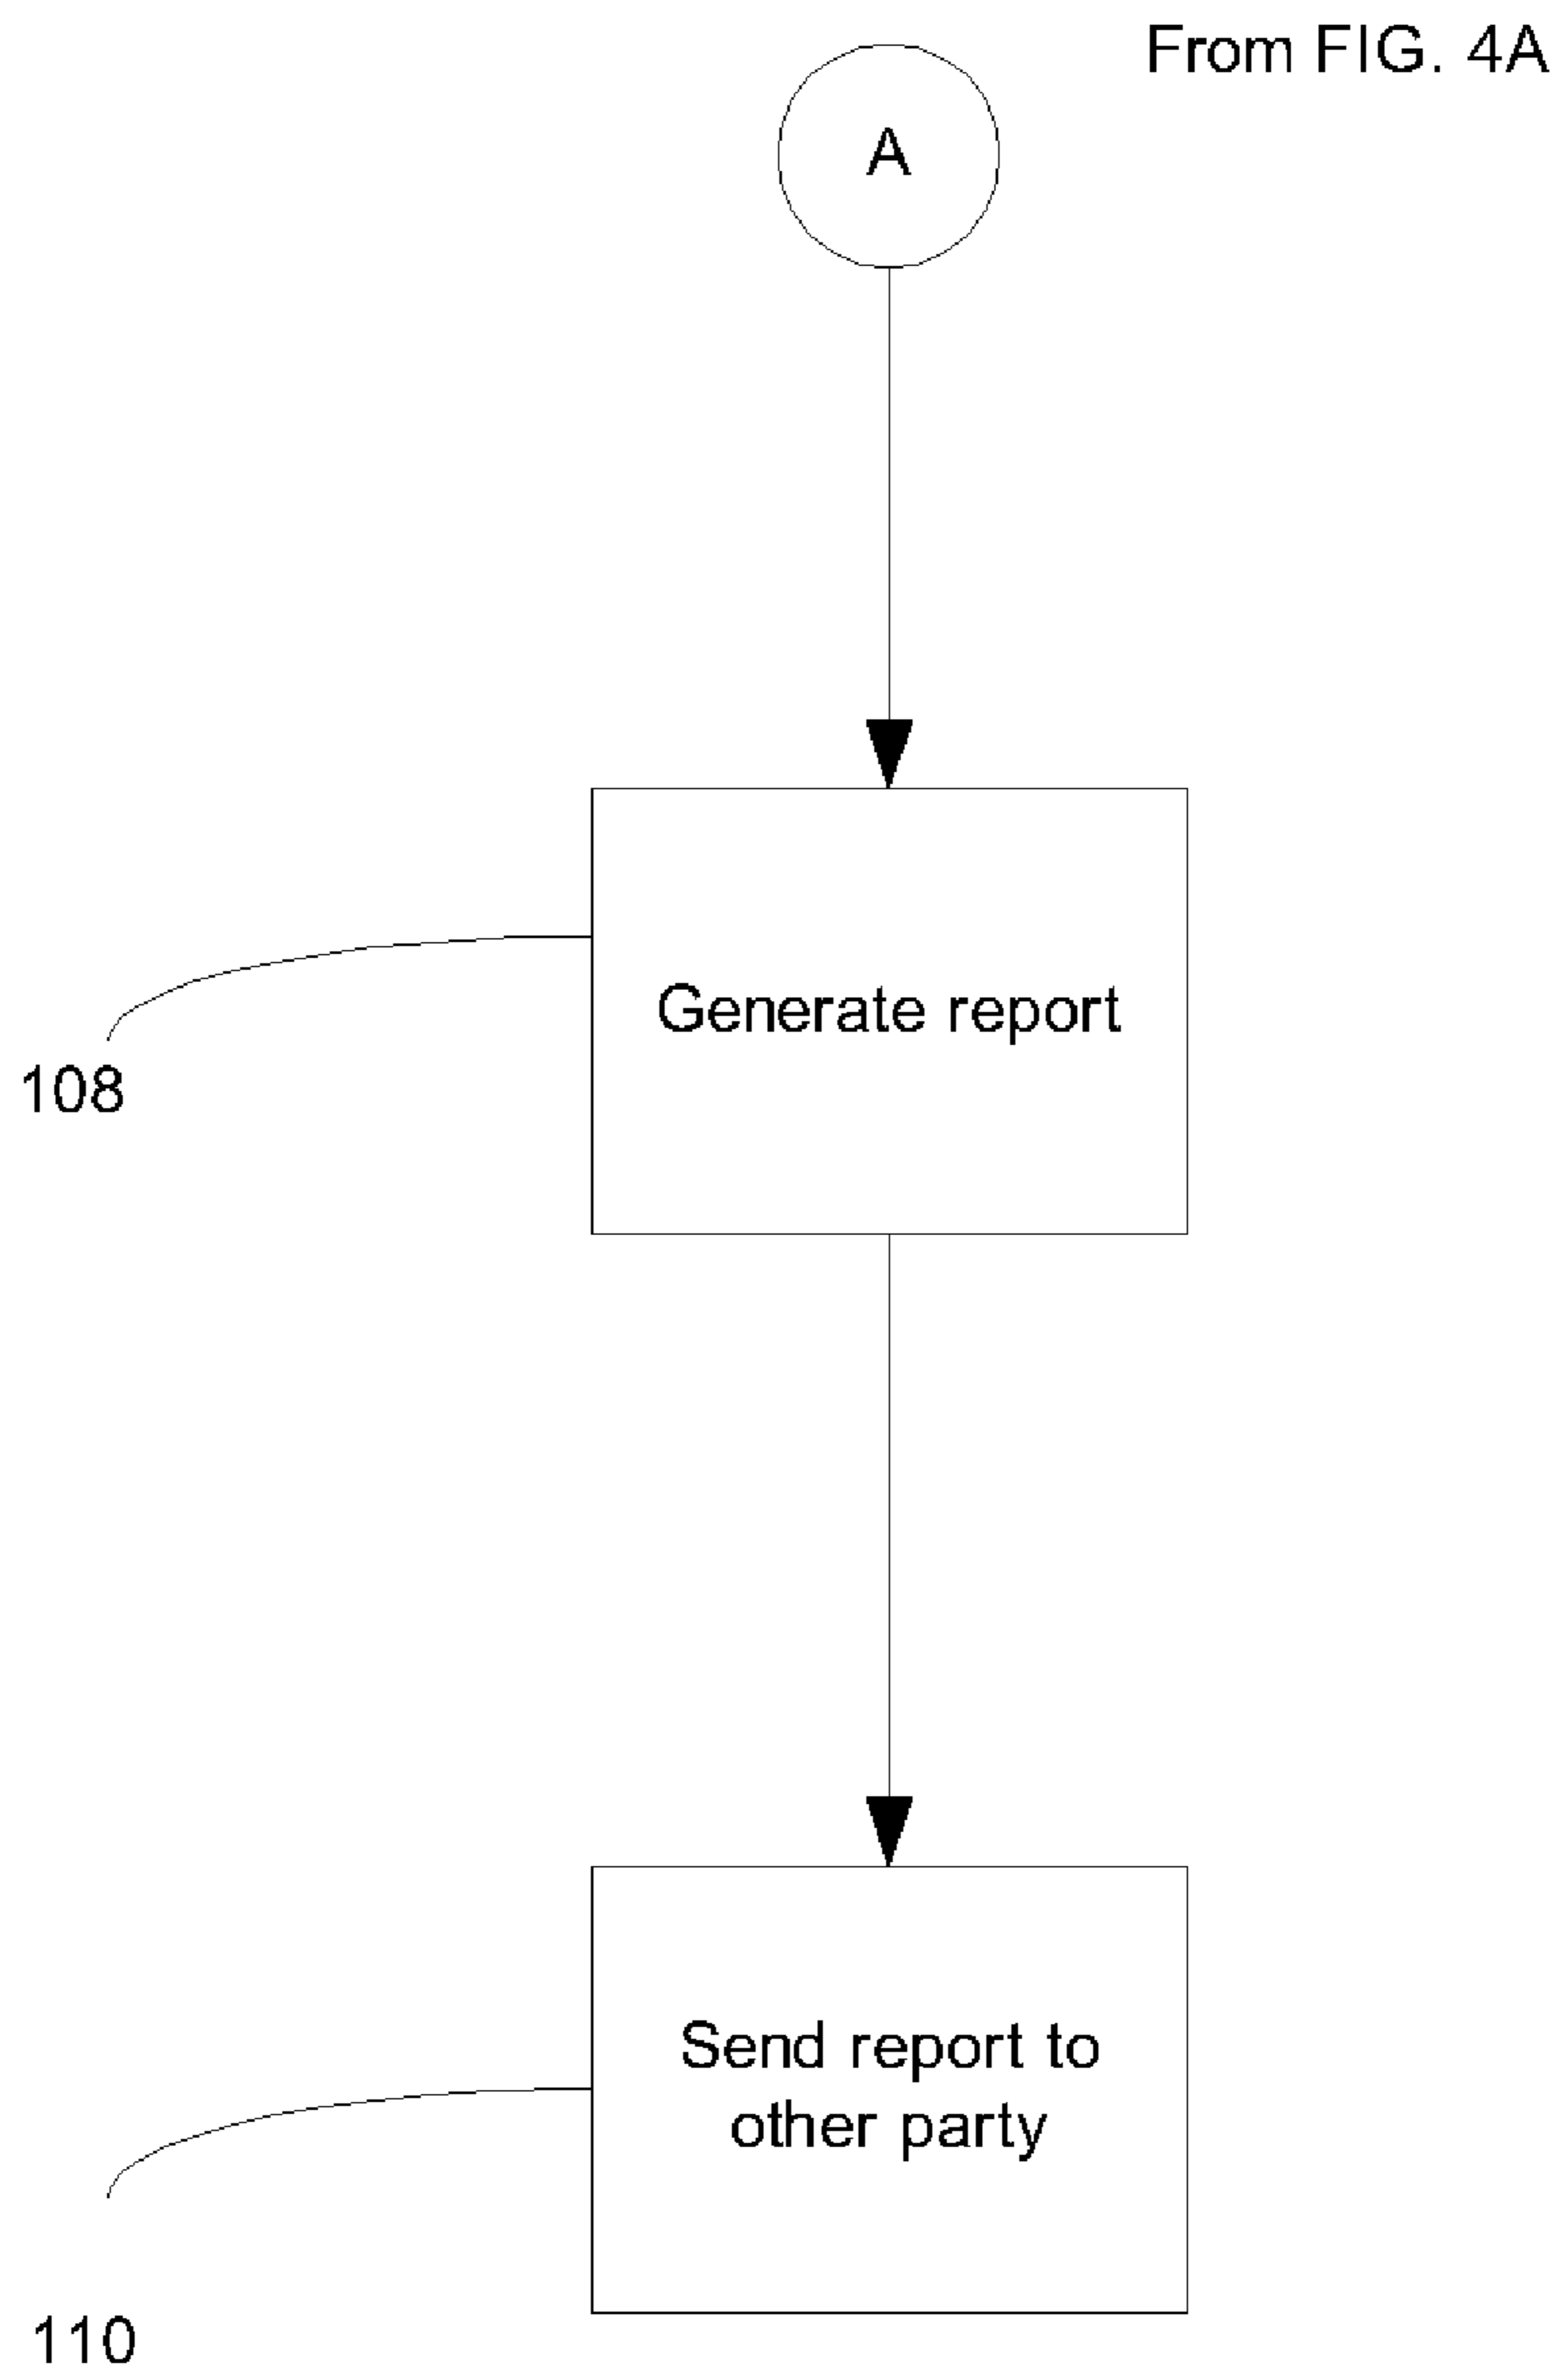 From FIG. 4A
A
Generate report
108
Send report to
other party
110